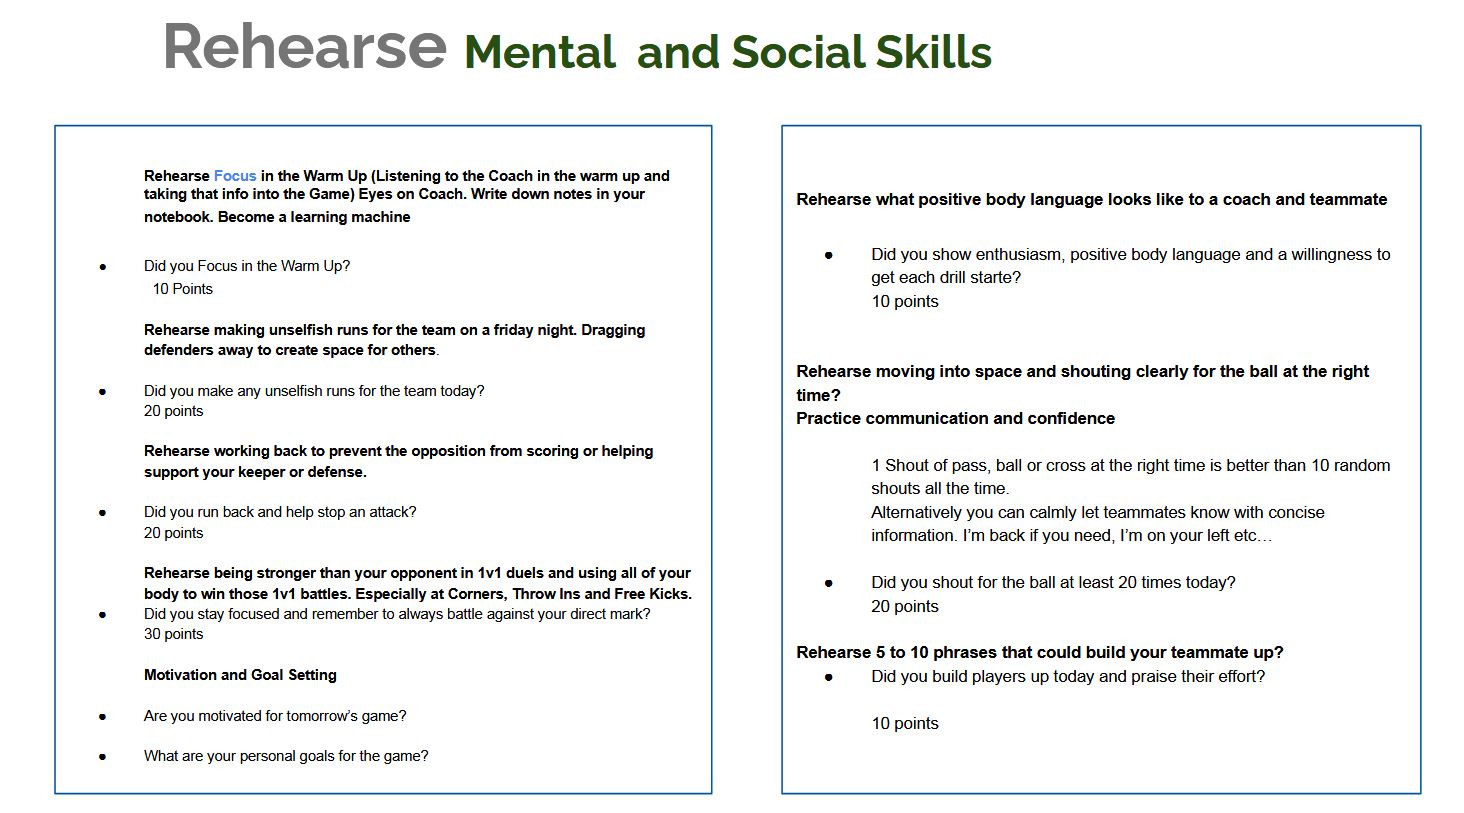 Rehearse Mental and Social Skills
Rehearse Focus in the Warm Up (Listening to the Coach in the warm up and
taking that info into the Game) Eyes on Coach. Write down notes in your
notebook. Become a learning machine
● Did you Focus in the Warm Up?
10 Points
Rehearse making unselfish runs for the team on a friday night. Dragging
defenders away to create space for others.
● Did you make any unselfish runs for the team today?
20 points
Rehearse working back to prevent the opposition from scoring or helping
support your keeper or defense.
● Did you run back and help stop an attack?
20 points
Rehearse being stronger than your opponent in 1v1 duels and using all of your
body to win those 1v1 battles. Especially at Corners, Throw Ins and Free Kicks.
● Did you stay focused and remember to always battle against your direct mark?
30 points
Motivation and Goal Setting
● Are you motivated for tomorrow's game?
● What are your personal goals for the game?
Rehearse what positive body language looks like to a coach and teammate
● Did you show enthusiasm, positive body language and a willingness to
get each drill starte?
10 points
Rehearse moving into space and shouting clearly for the ball at the right
time?
Practice communication and confidence
1 Shout of pass, ball or cross at the right time is better than 10 random
shouts all the time.
Alternatively you can calmly let teammates know with concise
information. I'm back if you need, I'm on your left etc…
● Did you shout for the ball at least 20 times today?
20 points
Rehearse 5 to 10 phrases that could build your teammate up?
● Did you build players up today and praise their effort?
10 points